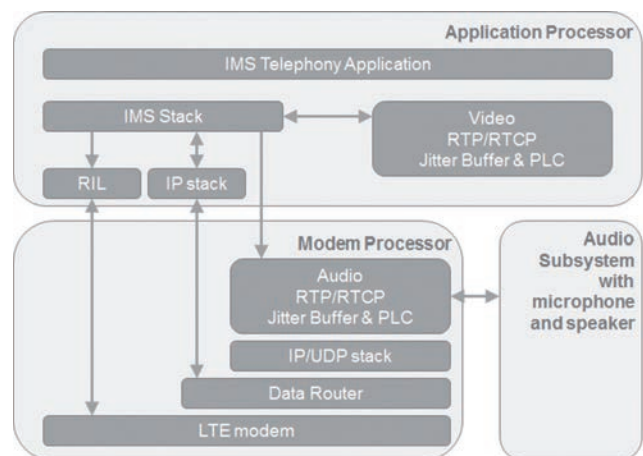 Application Processor
IMS Telephony Application
IMS Stack
Video
RTP/RTCP
Jitter Buffer & PLC
RIL
IP stack
Modem Processor
Audio
RTP/RTCP
Jitter Buffer & PLC
IP/UDP stack
Data Router
LTE modem
Audio
Subsystem
with
microphone
and speaker